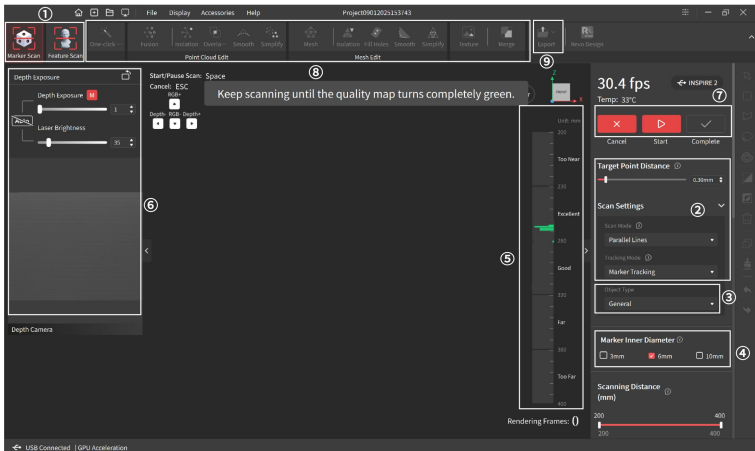 ①
File Display Accessories Help Project09012025153743
Marker Scan Feature Scan One-click Fusion Isolation Overla··· Smooth Simplify Mesh Isolation Fill Holes Smooth Simplify Texture Merge Export Revo Design
Point Cloud Edit Mesh Edit
⑧ ⑨
Depth Exposure
Depth Exposure M
1
Laser Brightness
35
⑥
Depth Camera
Start/Pause Scan: Space
Cancel: ESC
RGB+
Depth- RGB- Depth+
Keep scanning until the quality map turns completely green.
Z
FRONT
X
Unit: mm
200
Too Near
230
Excellent
⑤
280
Good
330
Far
360
Too Far
400
Rendering Frames: 0
30.4 fps INSPIRE 2
Temp: 33°C ⑦
Cancel Start Complete
Target Point Distance
0.30mm
Scan Settings
②
Scan Mode
Parallel Lines
Tracking Mode
Marker Tracking
Object Type
③
General
Marker Inner Diameter
④
3mm 6mm 10mm
Scanning Distance
(mm)
200 400
200 400
USB Connected | GPU Acceleration